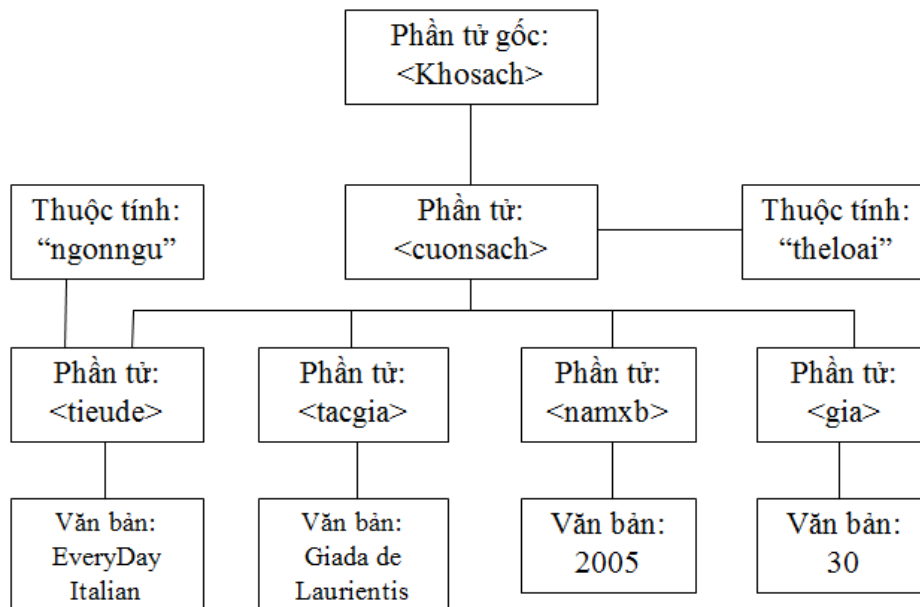 Phần tử gốc:
<Khosach>
Thuộc tính:
“ngonngu”
Phần tử:
<cuonsach>
Thuộc tính:
“theloai”
Phần tử:
<tieude>
Phần tử:
<tacgia>
Phần tử:
<namxb>
Phần tử:
<gia>
Văn bản:
EveryDay
Italian
Văn bản:
Giada de
Laurientis
Văn bản:
2005
Văn bản:
30